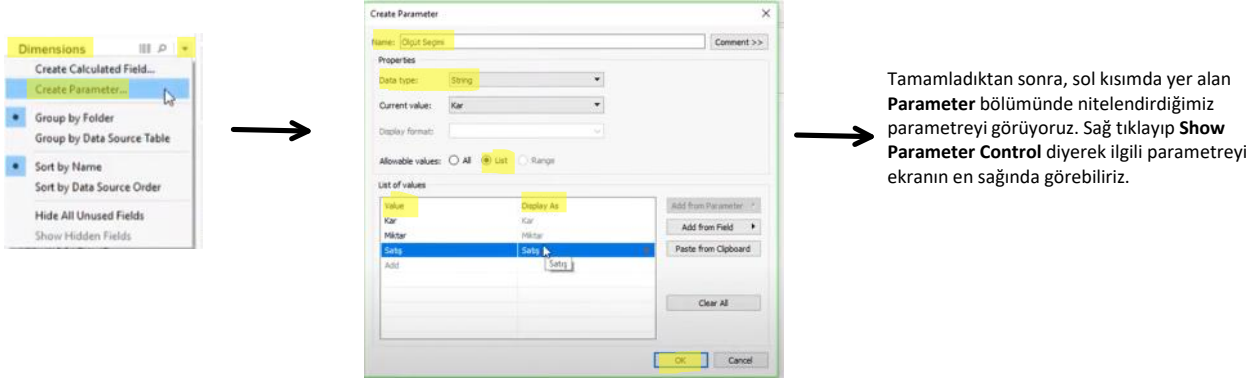 Dimensions
Create Calculated Field...
Create Parameter...
Group by Folder
Group by Data Source Table
Sort by Name
Sort by Data Source Order
Hide All Unused Fields
Show Hidden Fields
Create Parameter
Name: Ölçüt Seçimi
Comment >>
Properties
Data type: String
Current value: Kar
Display format:
Allowable values: All List Range
List of values
Value Display As
Kar Kar
Miktar Miktar
Satış Satış
Add
Satış
Add from Parameter
Add from Field
Paste from Clipboard
Clear All
OK Cancel
Tamamladıktan sonra, sol kısımda yer alan
Parameter bölümünde nitelendirdiğimiz
parametreyi görüyoruz. Sağ tıklayıp Show
Parameter Control diyerek ilgili parametreyi
ekranın en sağında görebiliriz.